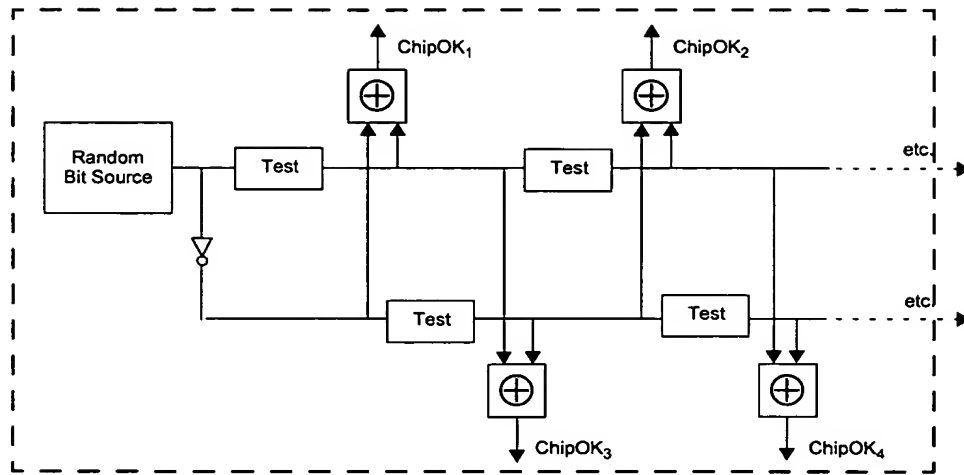 ChipOK₁
ChipOK₂
Random
Bit Source
Test
Test
etc
Test
Test
etc
ChipOK₃
ChipOK₄